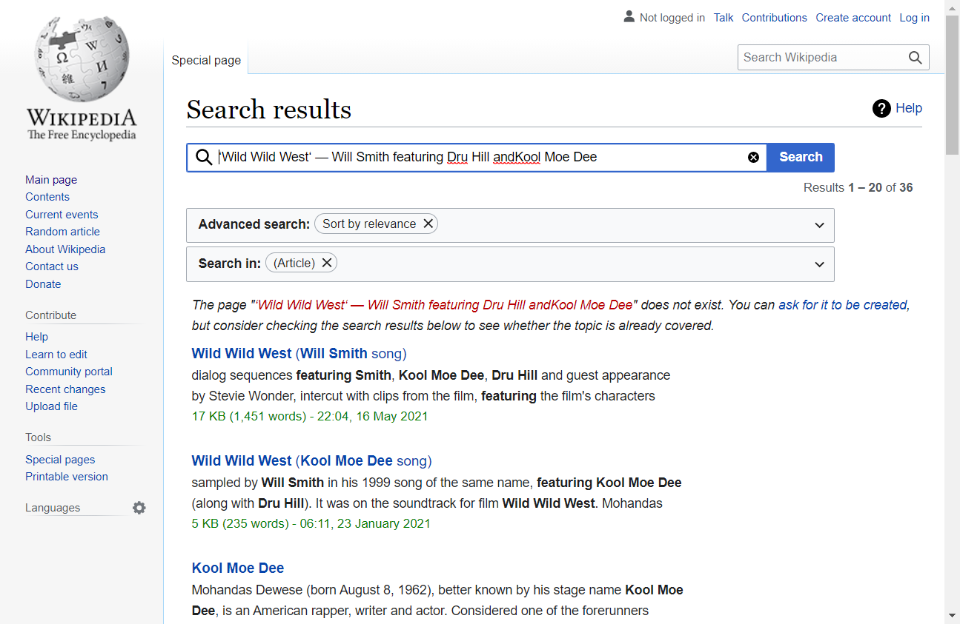 Not logged in Talk Contributions Create account Log in
Special page
Search Wikipedia
WIKIPEDIA
The Free Encyclopedia
Main page
Contents
Current events
Random article
About Wikipedia
Contact us
Donate
Contribute
Help
Learn to edit
Community portal
Recent changes
Upload file
Tools
Special pages
Printable version
Languages
Search results
Help
'Wild Wild West' — Will Smith featuring Dru Hill andKool Moe Dee
Search
Results 1 – 20 of 36
Advanced search: Sort by relevance
Search in: (Article)
The page "'Wild Wild West' — Will Smith featuring Dru Hill andKool Moe Dee" does not exist. You can ask for it to be created,
but consider checking the search results below to see whether the topic is already covered.
Wild Wild West (Will Smith song)
dialog sequences featuring Smith, Kool Moe Dee, Dru Hill and guest appearance
by Stevie Wonder, intercut with clips from the film, featuring the film's characters
17 KB (1,451 words) - 22:04, 16 May 2021
Wild Wild West (Kool Moe Dee song)
sampled by Will Smith in his 1999 song of the same name, featuring Kool Moe Dee
(along with Dru Hill). It was on the soundtrack for film Wild Wild West. Mohandas
5 KB (235 words) - 06:11, 23 January 2021
Kool Moe Dee
Mohandas Dewese (born August 8, 1962), better known by his stage name Kool Moe
Dee, is an American rapper, writer and actor. Considered one of the forerunners